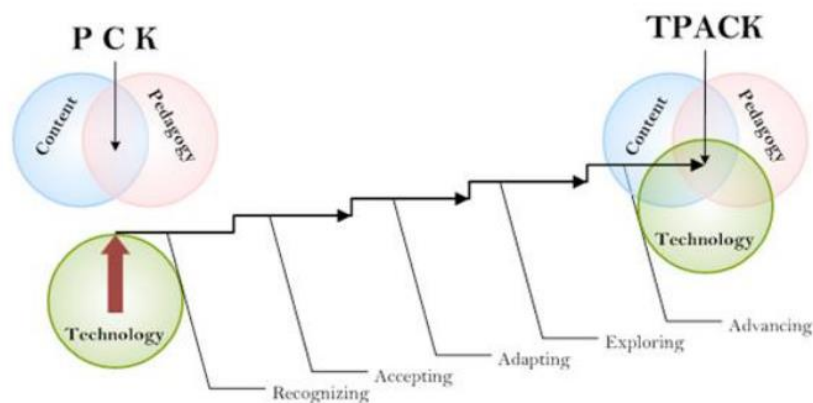 P C K
TPACK
Content
Pedagogy
Content
Pedagogy
Technology
Technology
Recognizing
Accepting
Adapting
Exploring
Advancing